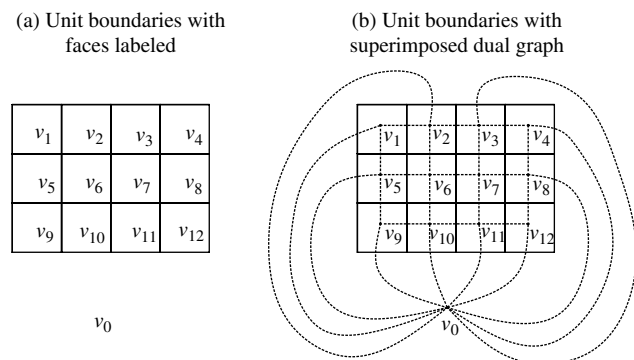 (a) Unit boundaries with
faces labeled
v1 v2 v3 v4
v5 v6 v7 v8
v9 v10 v11 v12
v0
(b) Unit boundaries with
superimposed dual graph
v1 v2 v3 v4
v5 v6 v7 v8
v9 v10 v11 v12
v0